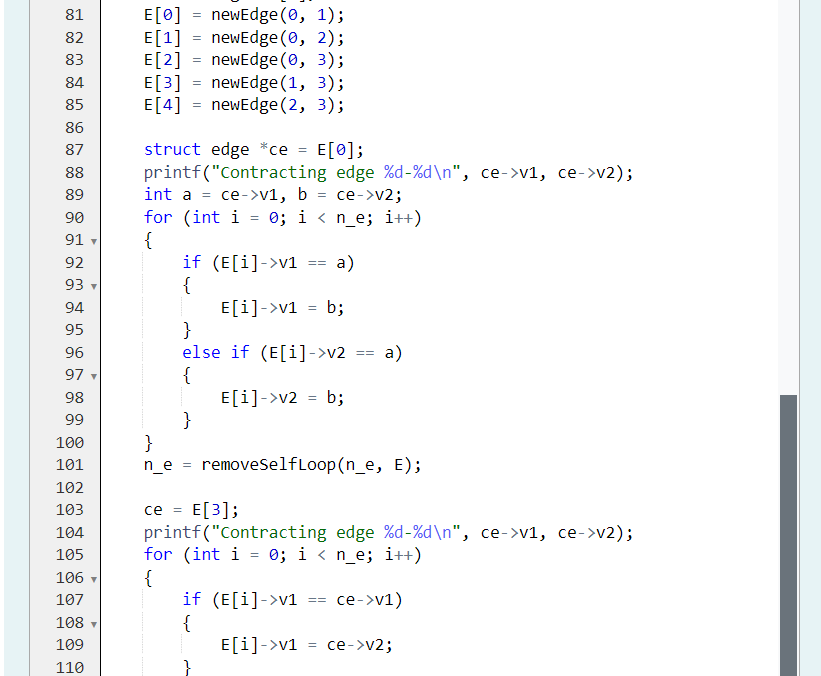 81 E[0] = newEdge(0, 1);
82 E[1] = newEdge(0, 2);
83 E[2] = newEdge(0, 3);
84 E[3] = newEdge(1, 3);
85 E[4] = newEdge(2, 3);
86
87 struct edge *ce = E[0];
88 printf("Contracting edge %d-%d\n", ce->v1, ce->v2);
89 int a = ce->v1, b = ce->v2;
90 for (int i = 0; i < n_e; i++)
91 {
92     if (E[i]->v1 == a)
93     {
94         E[i]->v1 = b;
95     }
96     else if (E[i]->v2 == a)
97     {
98         E[i]->v2 = b;
99     }
100 }
101 n_e = removeSelfLoop(n_e, E);
102
103 ce = E[3];
104 printf("Contracting edge %d-%d\n", ce->v1, ce->v2);
105 for (int i = 0; i < n_e; i++)
106 {
107     if (E[i]->v1 == ce->v1)
108     {
109         E[i]->v1 = ce->v2;
110     }